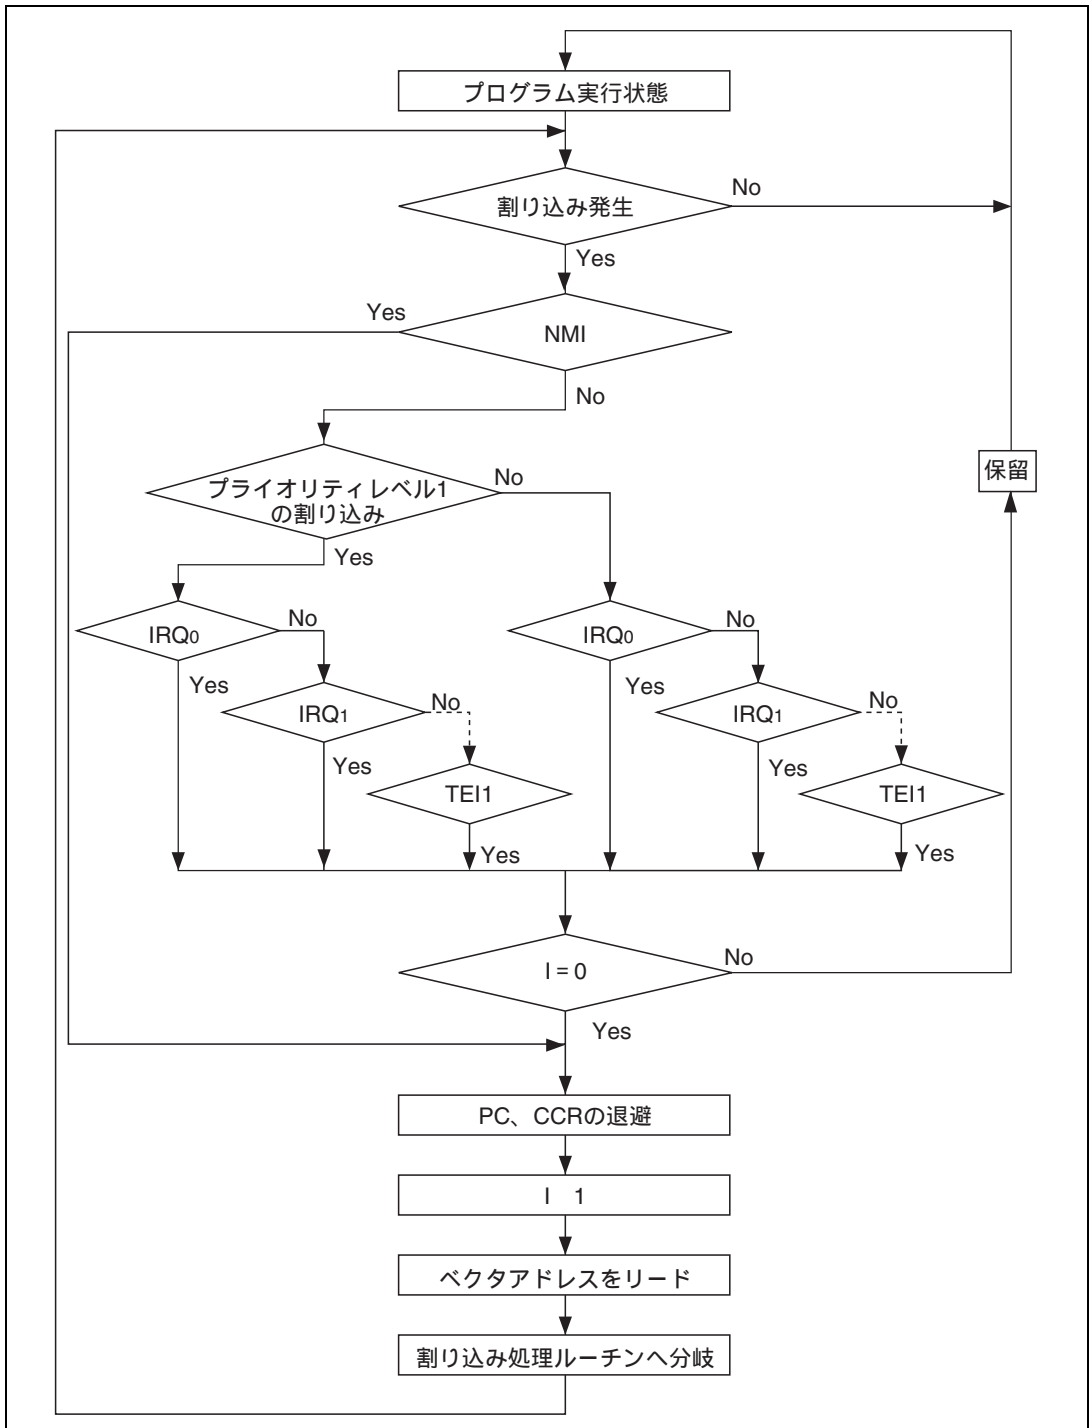 プログラム実行状態
割り込み発生
No
Yes
Yes
NMI
No
プライオリティレベル1
の割り込み
No
Yes
保留
IRQ0
No
Yes
IRQ1
No
Yes
TEI1
Yes
IRQ0
No
Yes
IRQ1
No
Yes
TEI1
Yes
I = 0
No
Yes
PC、CCRの退避
I 1
ベクタアドレスをリード
割り込み処理ルーチンへ分岐